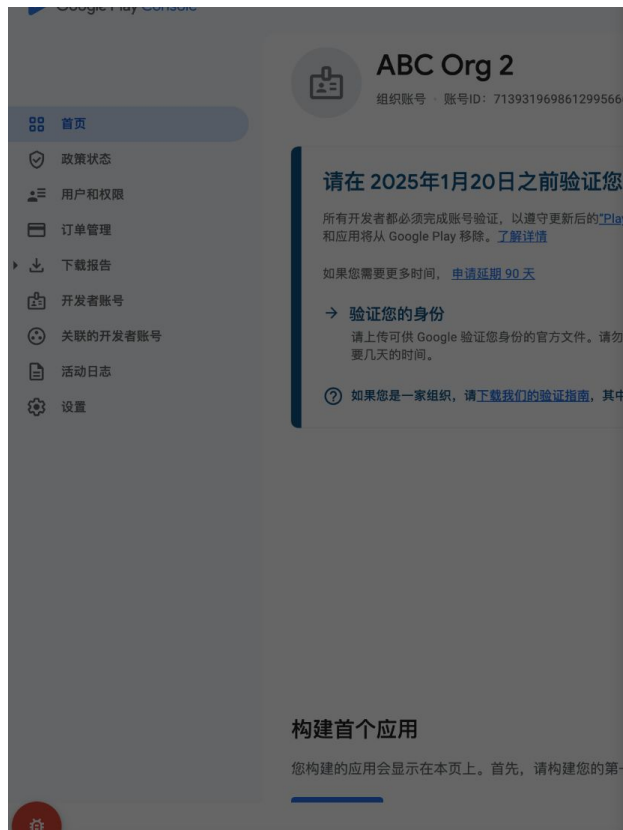 Google Play Console
ABC Org 2
组织账号 · 账号ID：713931969861299566
首页
政策状态
用户和权限
订单管理
下载报告
开发者账号
关联的开发者账号
活动日志
设置
请在 2025年1月20日之前验证您
所有开发者都必须完成账号验证，以遵守更新后的“Play
和应用将从 Google Play 移除。了解详情
如果您需要更多时间， 申请延期 90 天
验证您的身份
请上传可供 Google 验证您身份的官方文件。请勿
要几天的时间。
如果您是一家组织，请下载我们的验证指南，其中
构建首个应用
您构建的应用会显示在本页上。首先，请构建您的第一